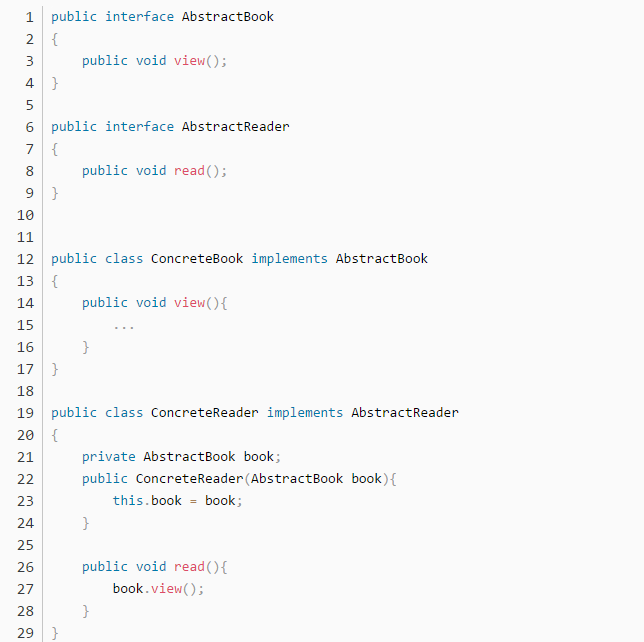 1 public interface AbstractBook
2 {
3     public void view();
4 }
5
6 public interface AbstractReader
7 {
8     public void read();
9 }
10
11
12 public class ConcreteBook implements AbstractBook
13 {
14     public void view(){
15         ...
16     }
17 }
18
19 public class ConcreteReader implements AbstractReader
20 {
21     private AbstractBook book;
22     public ConcreteReader(AbstractBook book){
23         this.book = book;
24     }
25
26     public void read(){
27         book.view();
28     }
29 }